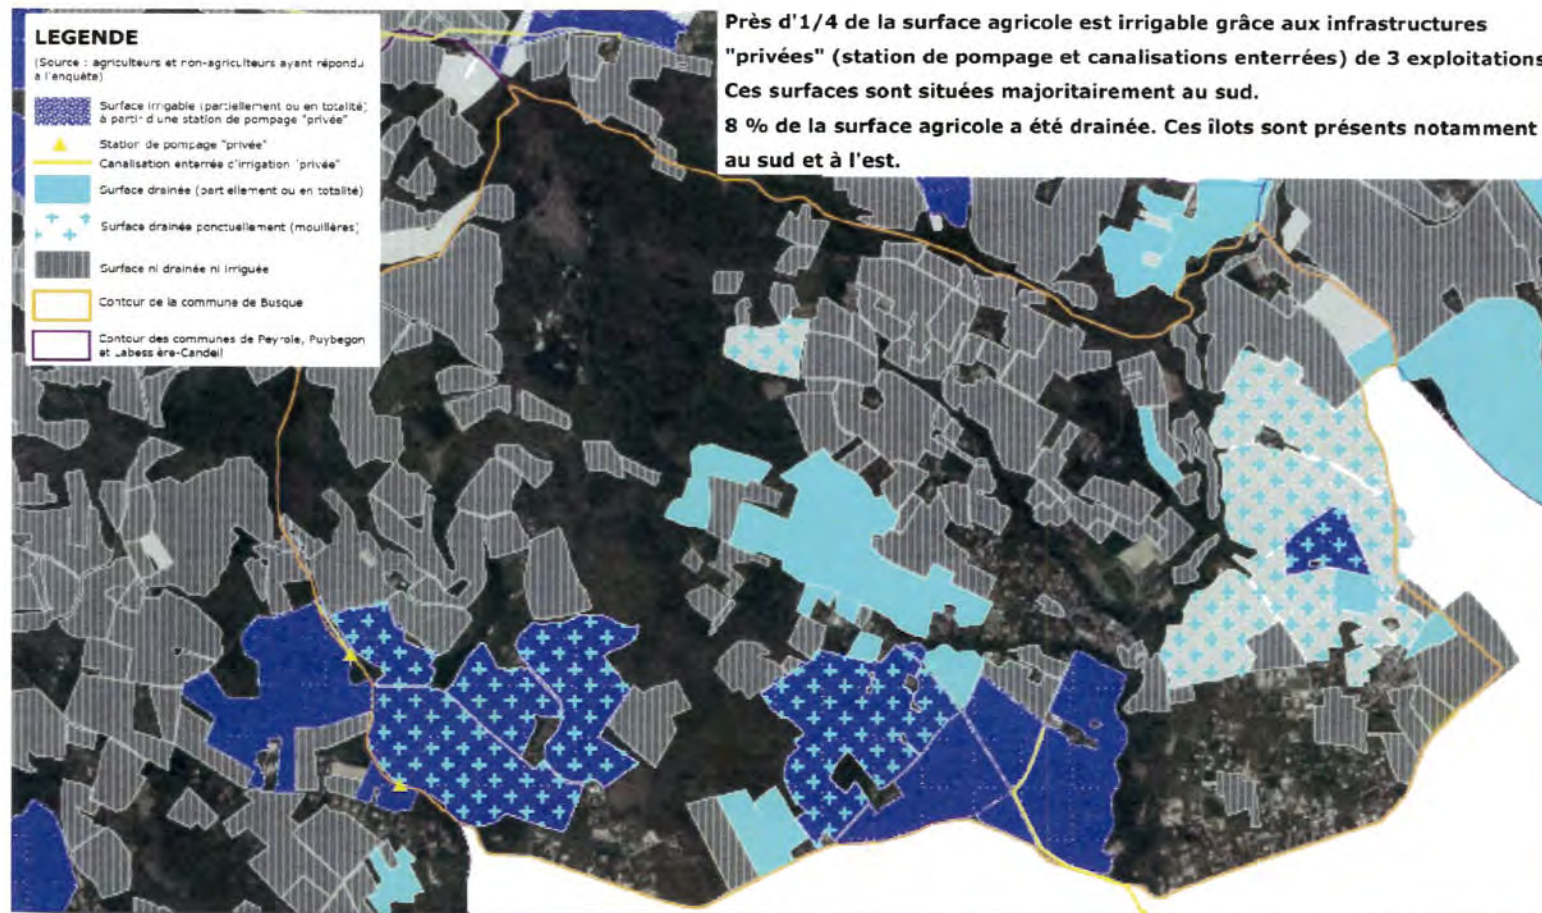 LEGENDE
(Source : agriculteurs et non-agriculteurs ayant répondu
à l'enquête)
Surface irrigable (partiellement ou en totalité)
à partir d'une station de pompage "privée"
Station de pompage "privée"
Canalisation enterrée d'irrigation "privée"
Surface drainée (partiellement ou en totalité)
Surface drainée ponctuellement (mouillères)
Surface ni drainée ni irriguée
Contour de la commune de Busque
Contour des communes de Peyrole, Puybegon
et Labessière-Candeil
Près d'1/4 de la surface agricole est irrigable grâce aux infrastructures
"privées" (station de pompage et canalisations enterrées) de 3 exploitations
Ces surfaces sont situées majoritairement au sud.
8 % de la surface agricole a été drainée. Ces îlots sont présents notamment
au sud et à l'est.